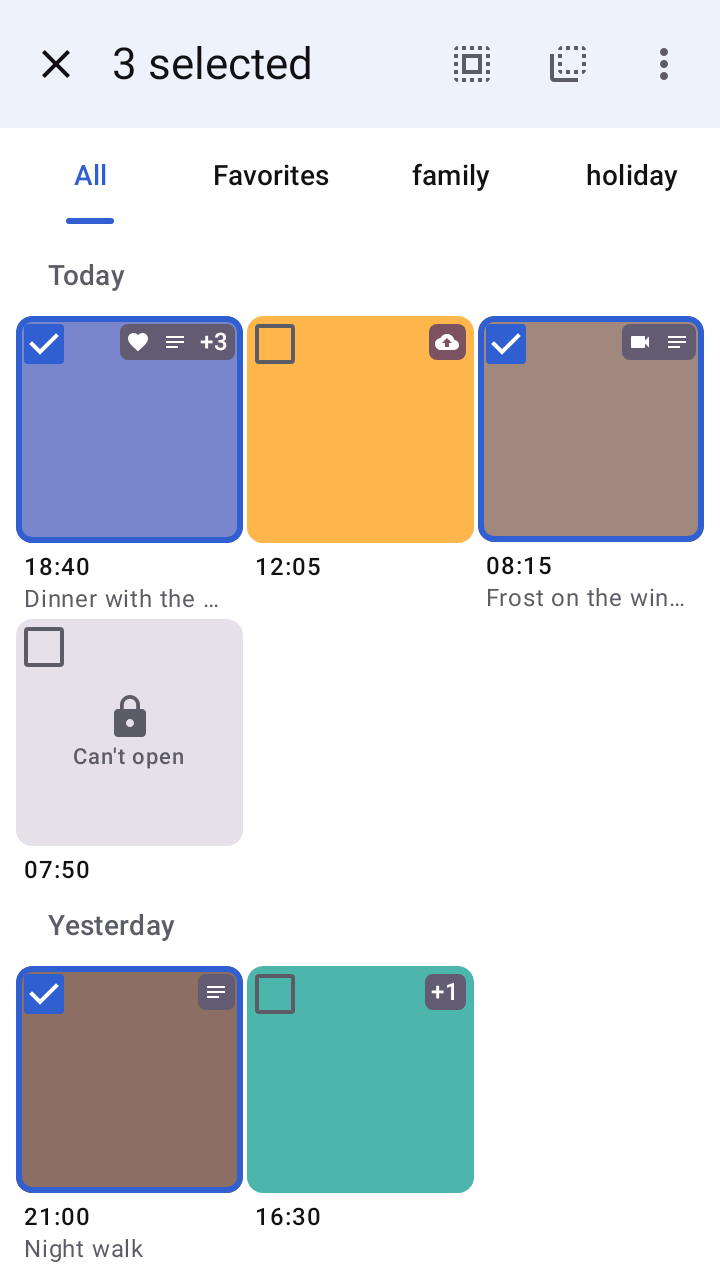 3 selected
All Favorites family holiday
Today
+3
18:40 12:05 08:15
Dinner with the … Frost on the win…
Can't open
07:50
Yesterday
+1
21:00 16:30
Night walk